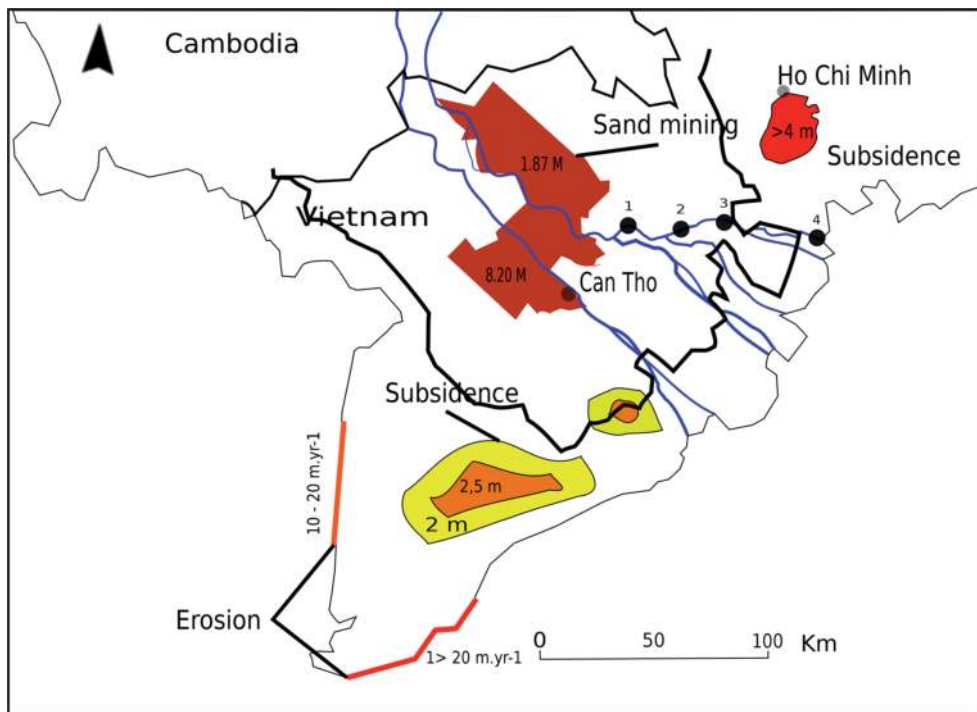 Cambodia
Ho Chi Minh
Sand mining
>4 m
1.87 M
Subsidence
Vietnam
1
2
3
4
8.20 M
Can Tho
Subsidence
2,5 m
2 m
10 - 20 m.yr-1
Erosion
1> 20 m.yr-1
0
50
100
Km